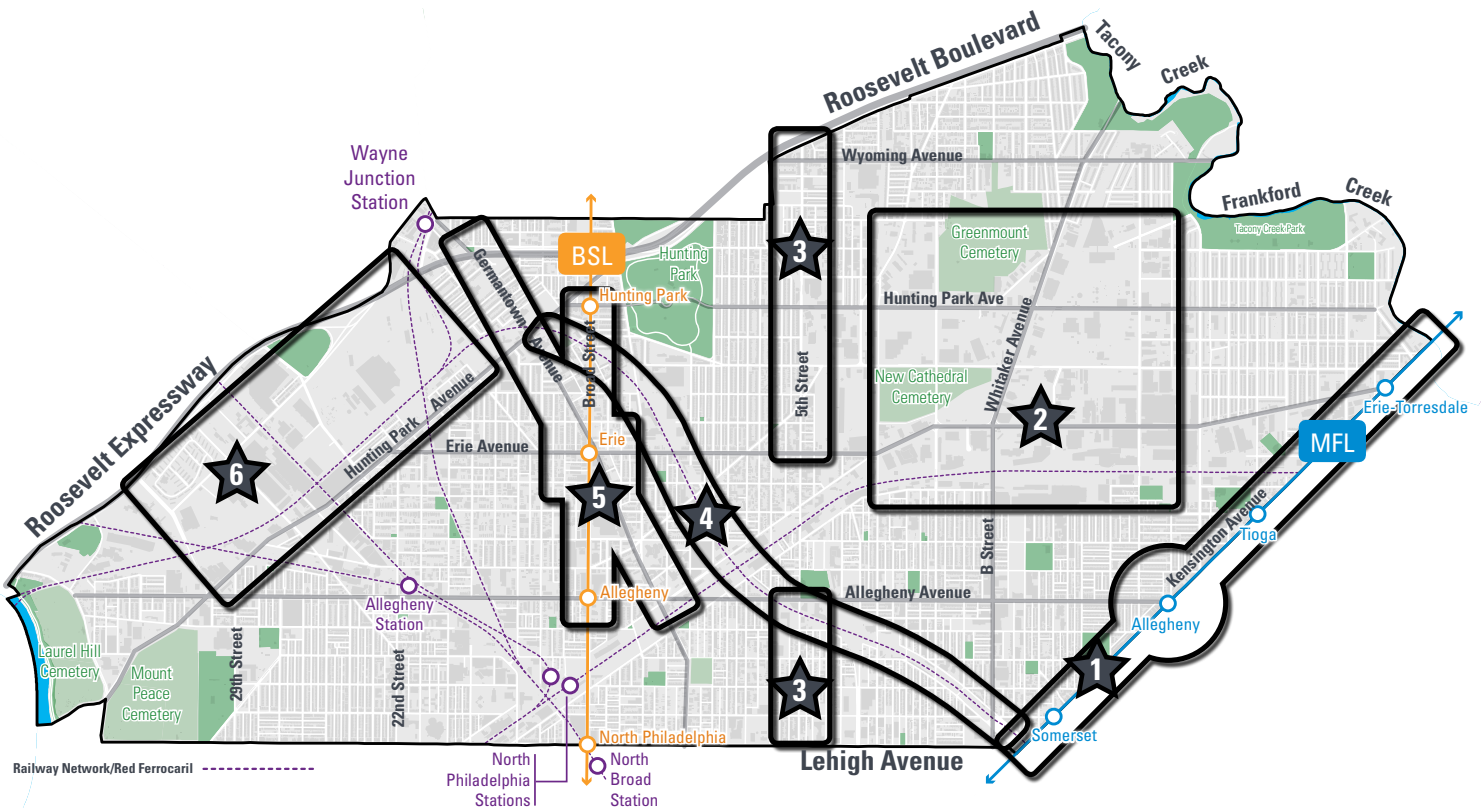 Roosevelt Boulevard
Tacony
Creek
Wayne
Junction
Station
Wyoming Avenue
Frankford
Creek
Tacony Creek Park
BSL
Hunting
Park
3
Greenmount
Cemetery
Germantown Avenue
Hunting Park
Hunting Park Ave
Broad Street
5th Street
Whitaker Avenue
New Cathedral
Cemetery
2
Erie-Torresdale
MFL
Roosevelt Expressway
Hunting Park Avenue
Erie Avenue
Erie
6
5
4
Kensington Avenue
Tioga
B Street
Allegheny
Station
Allegheny
Allegheny Avenue
Allegheny
Laurel Hill
Cemetery
Mount
Peace
Cemetery
29th Street
22nd Street
3
1
Somerset
North Philadelphia
Lehigh Avenue
Railway Network/Red Ferrocaril
North
Philadelphia
Stations
North
Broad
Station